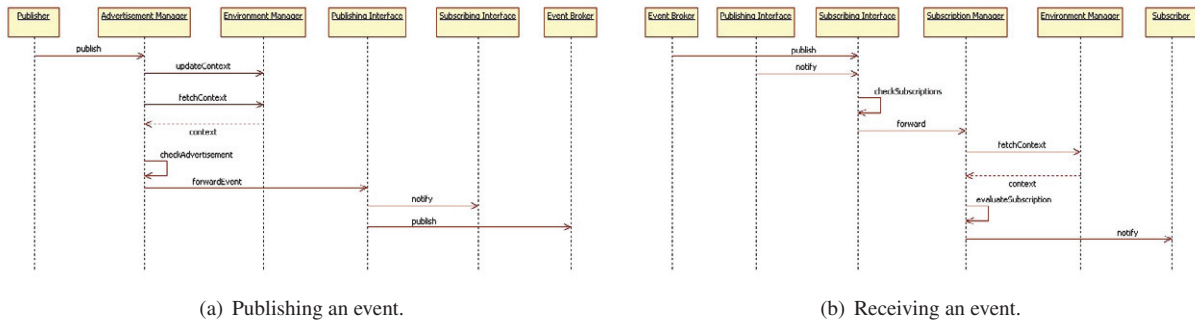 Publisher Advertisement Manager Environment Manager Publishing Interface Subscribing Interface Event Broker
publish
updateContext
fetchContext
context
checkAdvertisement
forwardEvent
notify
publish
(a) Publishing an event.
Event Broker Publishing Interface Subscribing Interface Subscription Manager Environment Manager Subscriber
publish
notify
checkSubscriptions
forward
fetchContext
context
evaluateSubscription
notify
(b) Receiving an event.